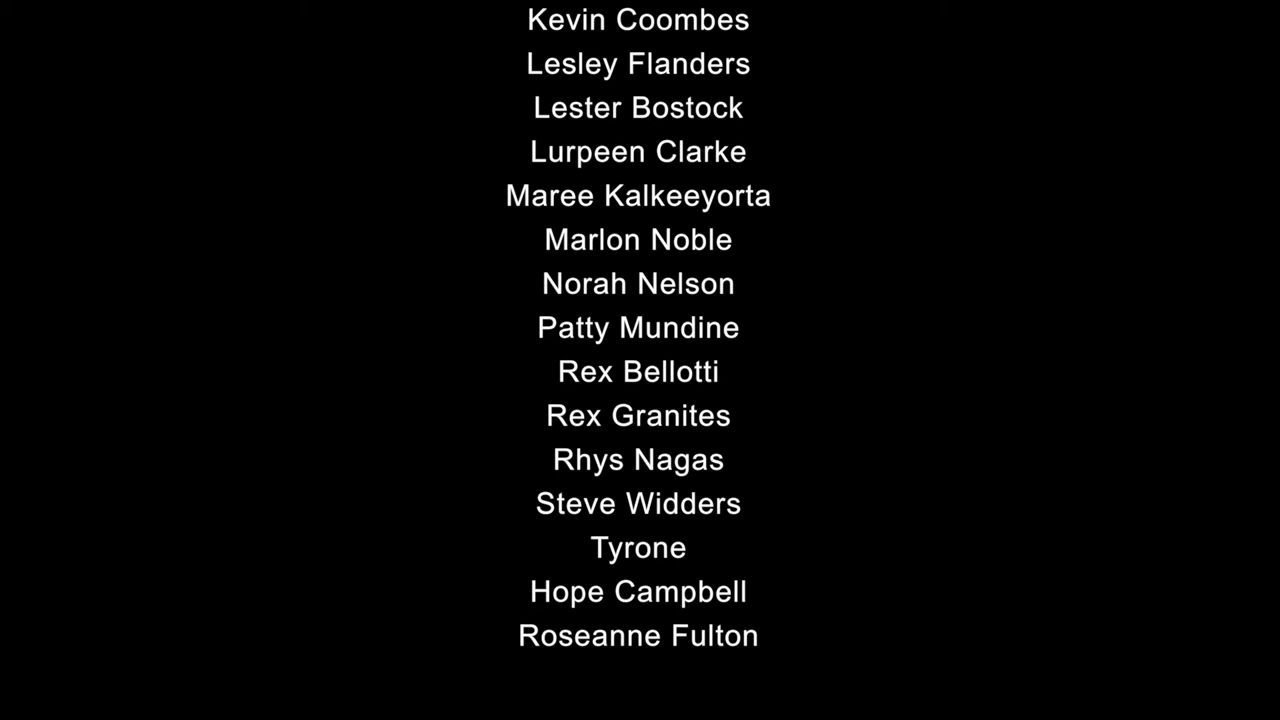 Kevin Coombes
Lesley Flanders
Lester Bostock
Lurpeen Clarke
Maree Kalkeeyorta
Marlon Noble
Norah Nelson
Patty Mundine
Rex Bellotti
Rex Granites
Rhys Nagas
Steve Widders
Tyrone
Hope Campbell
Roseanne Fulton